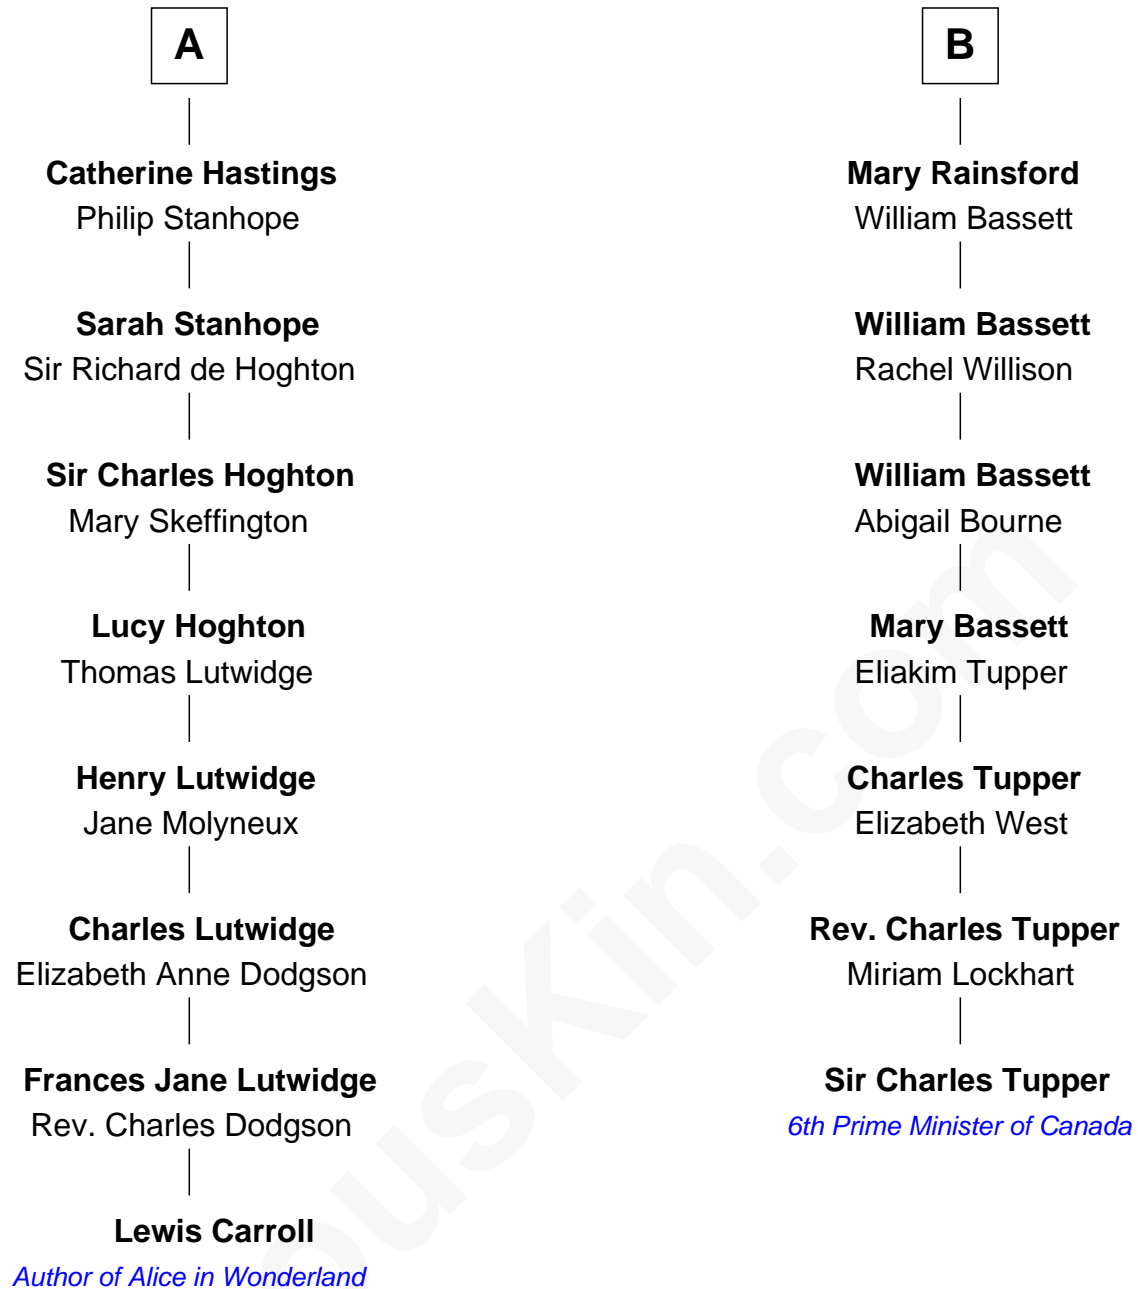 A
Catherine Hastings
Philip Stanhope
Sarah Stanhope
Sir Richard de Hoghton
Sir Charles Hoghton
Mary Skeffington
Lucy Hoghton
Thomas Lutwidge
Henry Lutwidge
Jane Molyneux
Charles Lutwidge
Elizabeth Anne Dodgson
Frances Jane Lutwidge
Rev. Charles Dodgson
Lewis Carroll
Author of Alice in Wonderland
B
Mary Rainsford
William Bassett
William Bassett
Rachel Willison
William Bassett
Abigail Bourne
Mary Bassett
Eliakim Tupper
Charles Tupper
Elizabeth West
Rev. Charles Tupper
Miriam Lockhart
Sir Charles Tupper
6th Prime Minister of Canada
ousKin.com